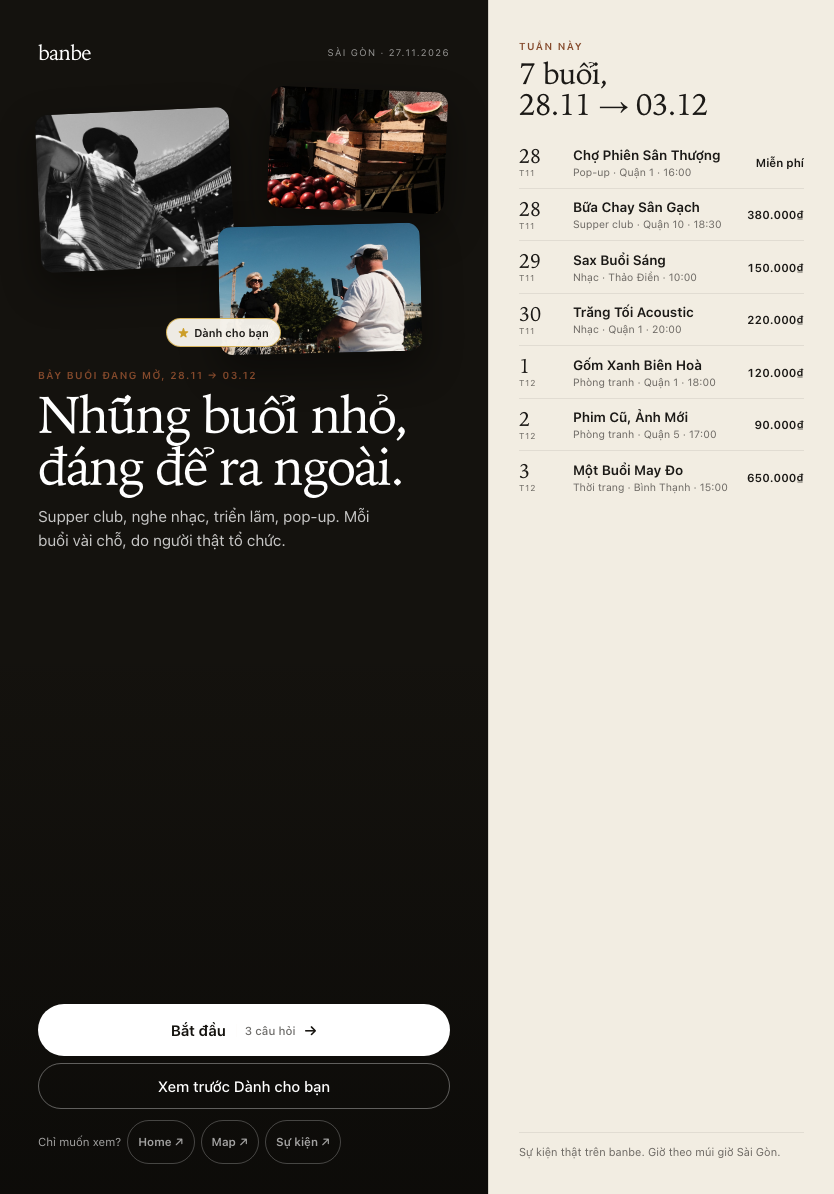 banbe
SÀI GÒN · 27.11.2026
Dành cho bạn
BẢY BUỔI ĐANG MỞ, 28.11 → 03.12
Những buổi nhỏ,
đáng để ra ngoài.
Supper club, nghe nhạc, triển lãm, pop-up. Mỗi
buổi vài chỗ, do người thật tổ chức.
Bắt đầu 3 câu hỏi →
Xem trước Dành cho bạn
Chỉ muốn xem? Home ↗ Map ↗ Sự kiện ↗
TUẦN NÀY
7 buổi,
28.11 → 03.12
28 T11 Chợ Phiên Sân Thượng Miễn phí
Pop-up · Quận 1 · 16:00
28 T11 Bữa Chay Sân Gạch 380.000₫
Supper club · Quận 10 · 18:30
29 T11 Sax Buổi Sáng 150.000₫
Nhạc · Thảo Điền · 10:00
30 T11 Trăng Tối Acoustic 220.000₫
Nhạc · Quận 1 · 20:00
1 T12 Gốm Xanh Biên Hoà 120.000₫
Phòng tranh · Quận 1 · 18:00
2 T12 Phim Cũ, Ảnh Mới 90.000₫
Phòng tranh · Quận 5 · 17:00
3 T12 Một Buổi May Đo 650.000₫
Thời trang · Bình Thạnh · 15:00
Sự kiện thật trên banbe. Giờ theo múi giờ Sài Gòn.